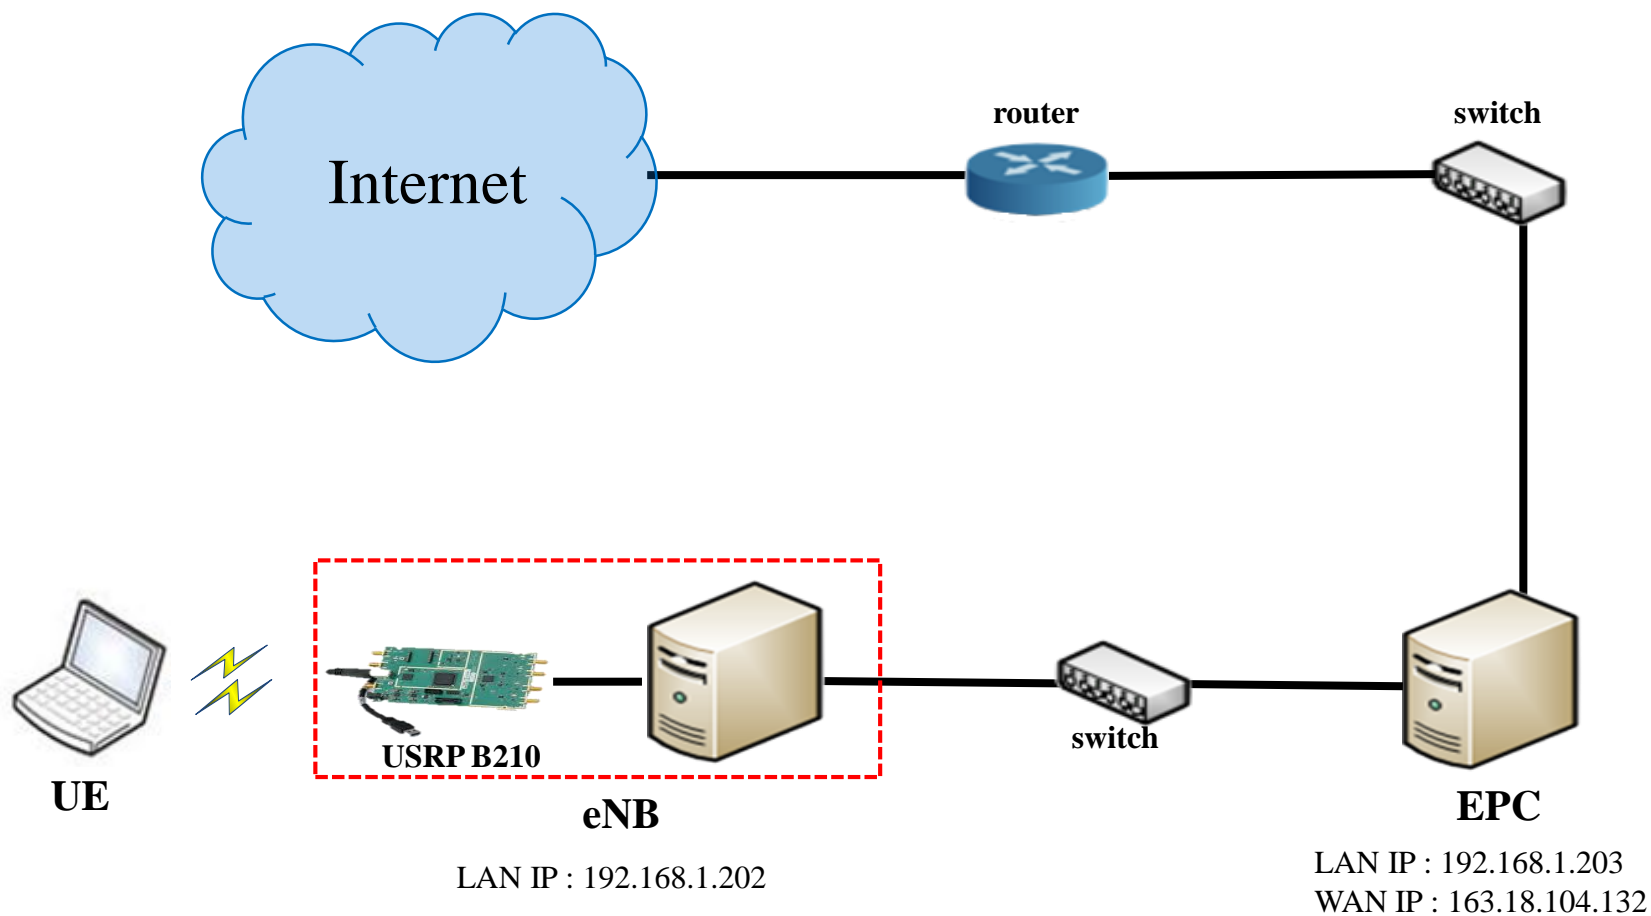 router
switch
Internet
USRP B210
switch
UE
eNB
EPC
LAN IP : 192.168.1.202
LAN IP : 192.168.1.203
WAN IP : 163.18.104.132